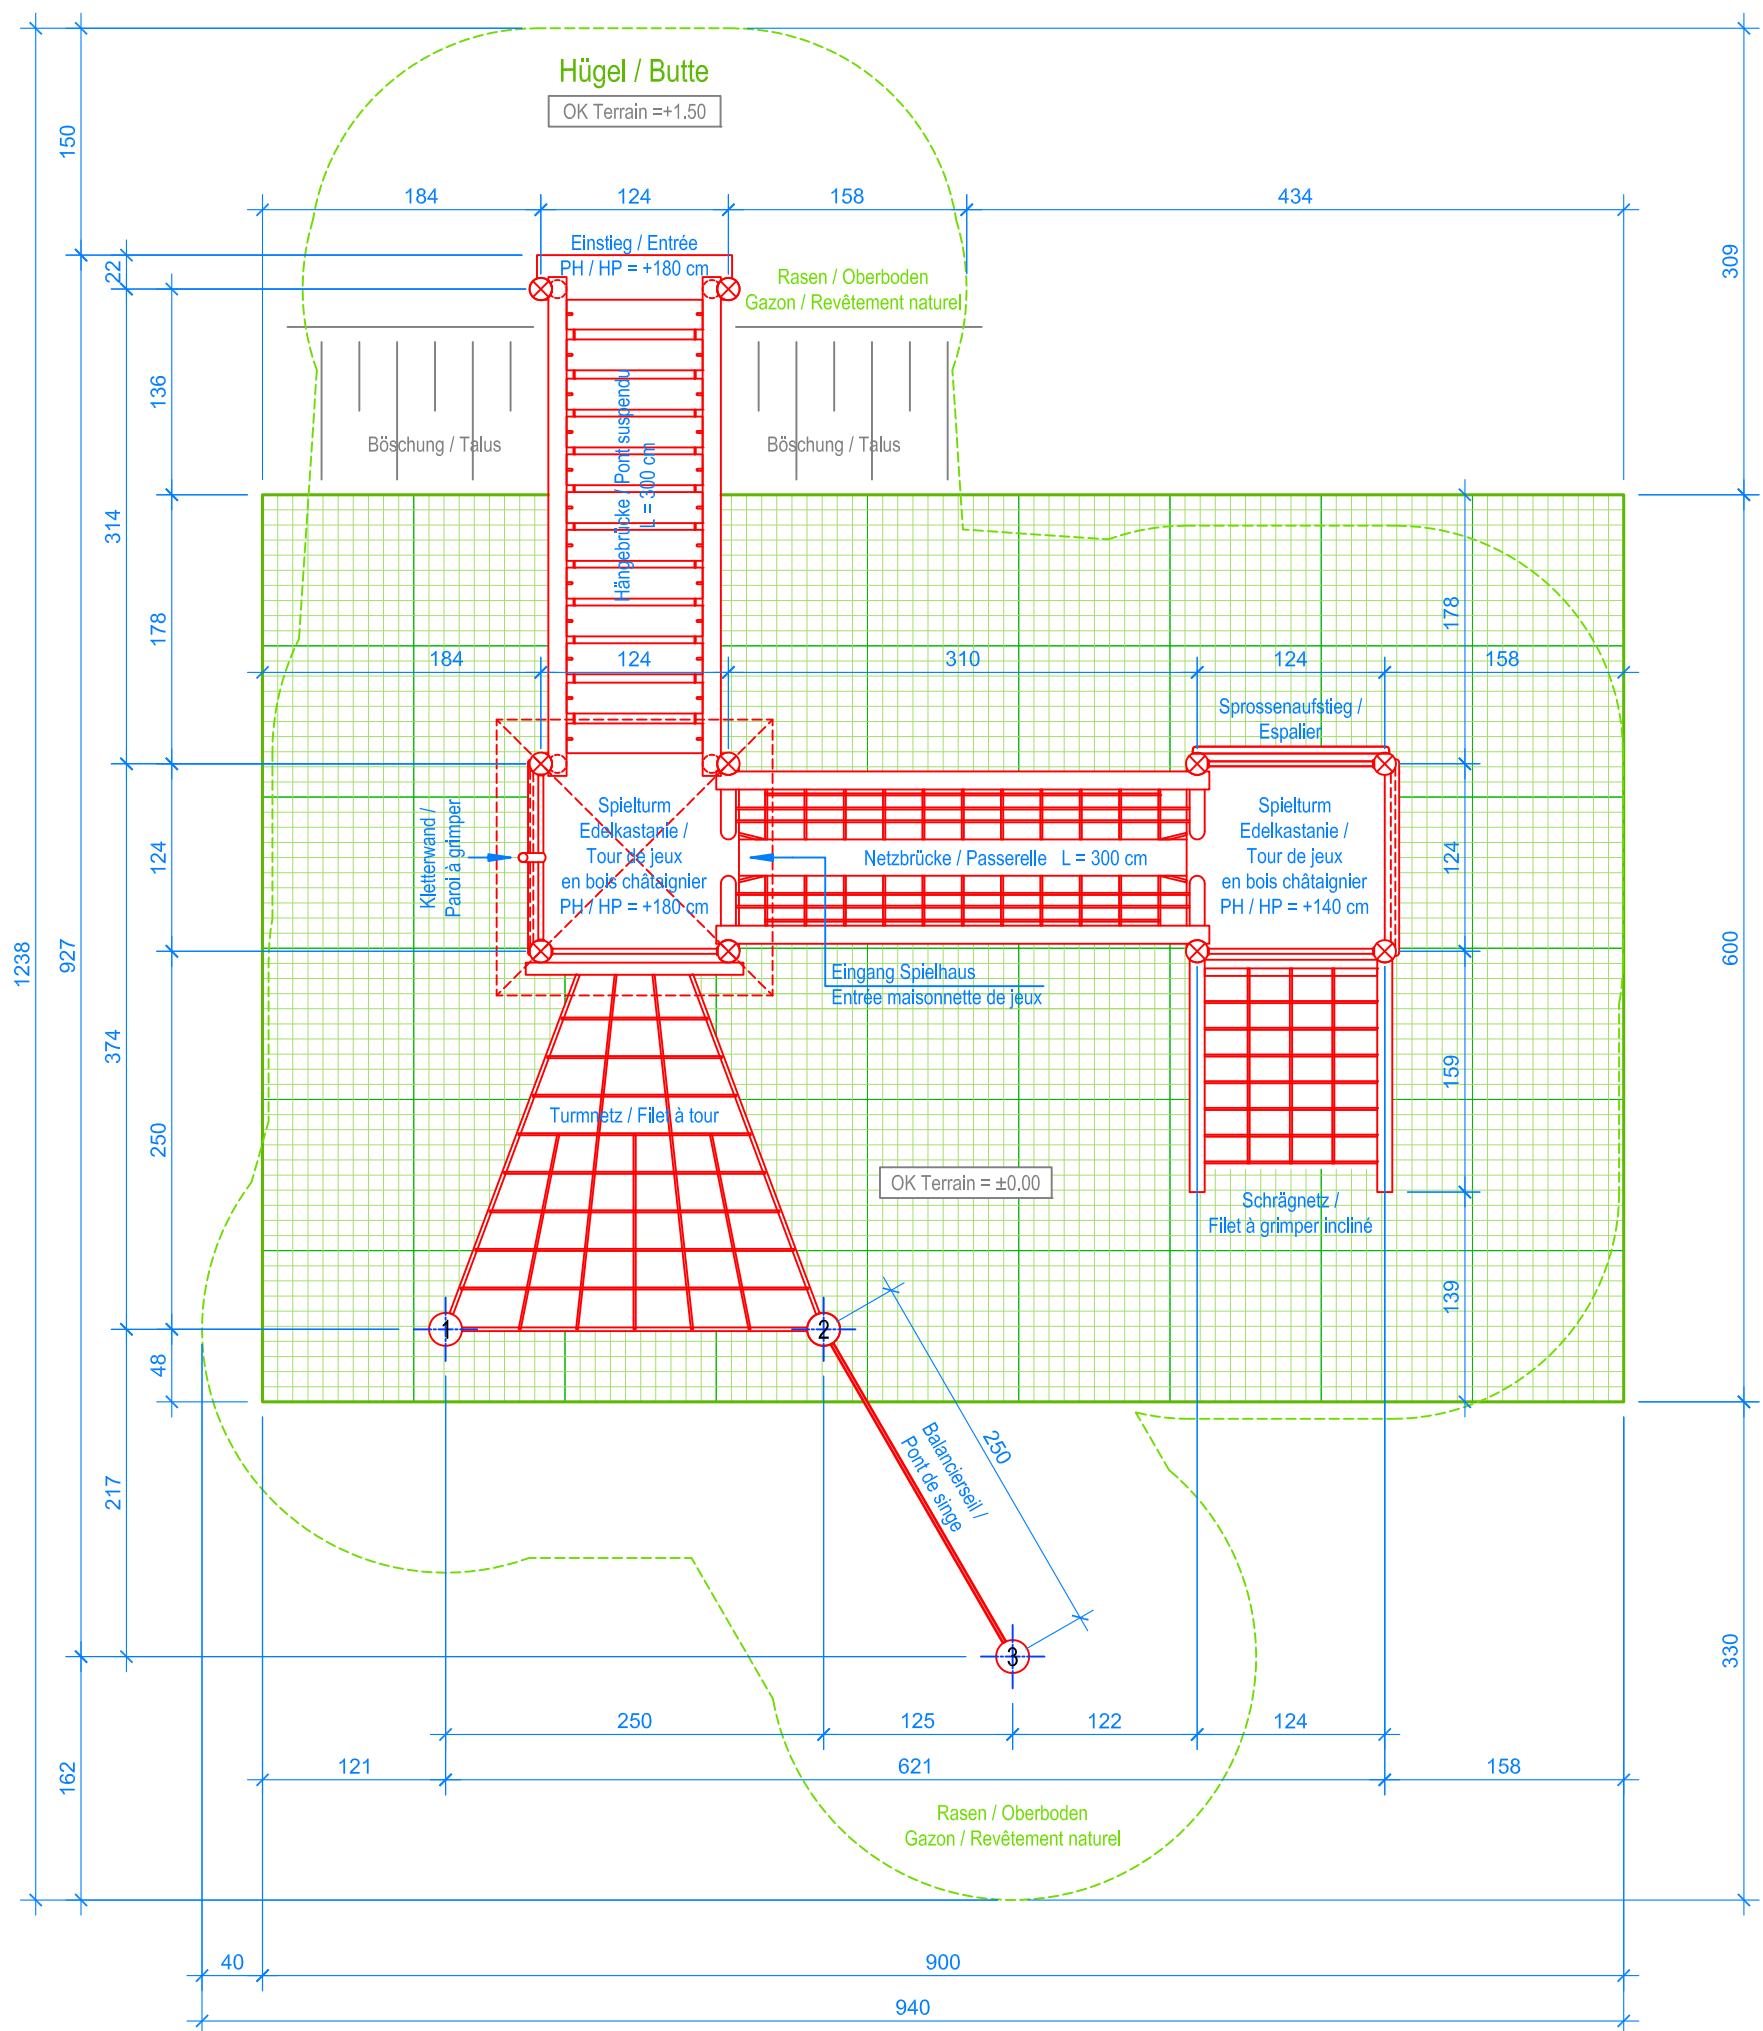 Hügel / Butte
OK Terrain =+1.50
150
184
124
158
434
Einstieg / Entrée
PH / HP = +180 cm
22
309
Rasen / Oberboden
Gazon / Revêtement naturel
136
Böschung / Talus
Hängebrücke / Pont suspendu
L = 300 cm
Böschung / Talus
314
178
178
184
124
310
124
158
Sprossenaufstieg /
Espalier
Kletterwand /
Paroi à grimper
Spielturm
Edelkastanie /
Tour de jeux
en bois châtaignier
PH / HP = +180 cm
Netzbrücke / Passerelle   L = 300 cm
Spielturm
Edelkastanie /
Tour de jeux
en bois châtaignier
PH / HP = +140 cm
124
124
1238
927
600
Eingang Spielhaus
Entrée maisonnette de jeux
374
159
250
Turmnetz / Filet à tour
OK Terrain = ±0.00
Schrägnetz /
Filet à grimper incliné
139
1
2
48
250
Balancierseil /
Pont de singe
217
3
330
250
125
122
124
162
121
621
158
Rasen / Oberboden
Gazon / Revêtement naturel
40
900
940